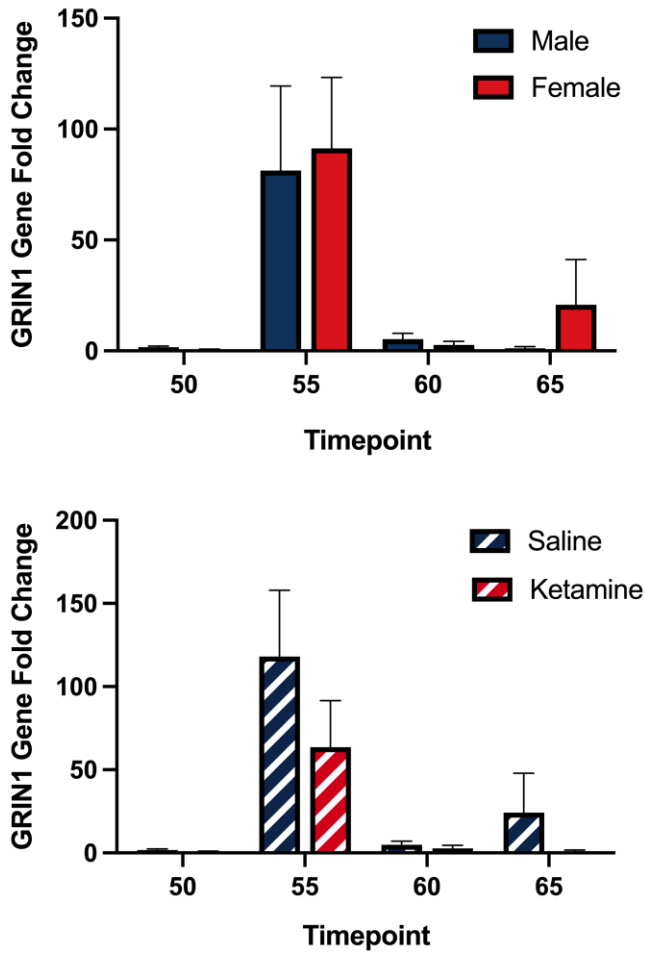 150
100
50
0
GRIN1 Gene Fold Change
Male
Female
50 55 60 65
Timepoint
200
150
100
50
0
GRIN1 Gene Fold Change
Saline
Ketamine
50 55 60 65
Timepoint